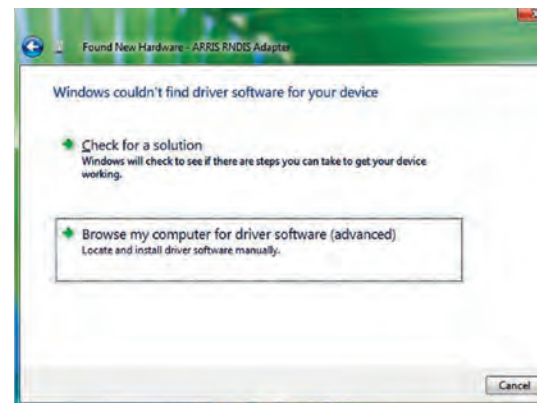 Found New Hardware - ARRIS RNDIS Adapter
Windows couldn't find driver software for your device
Check for a solution
Windows will check to see if there are steps you can take to get your device
working.
Browse my computer for driver software (advanced)
Locate and install driver software manually.
Cancel